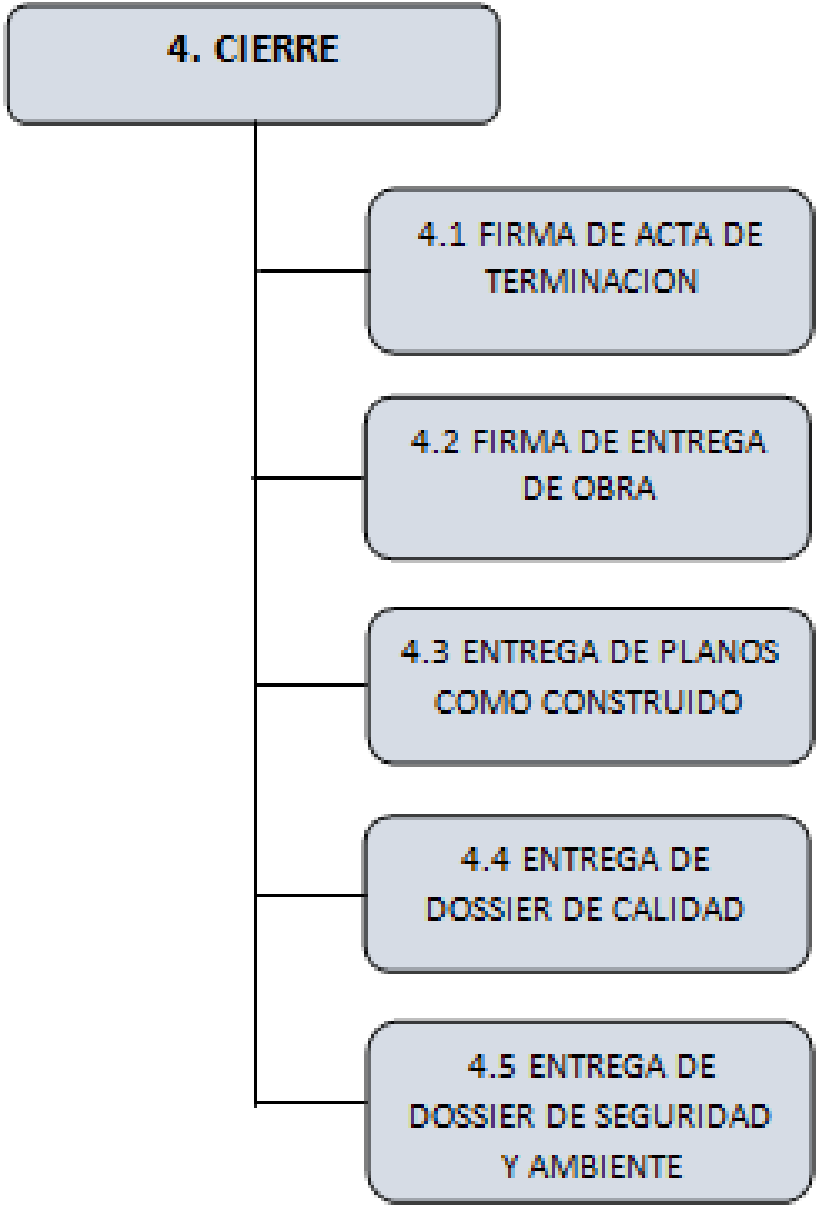 4. CIERRE
4.1 FIRMA DE ACTA DE
TERMINACION
4.2 FIRMA DE ENTREGA
DE OBRA
4.3 ENTREGA DE PLANOS
COMO CONSTRUIDO
4.4 ENTREGA DE
DOSSIER DE CALIDAD
4.5 ENTREGA DE
DOSSIER DE SEGURIDAD
Y AMBIENTE